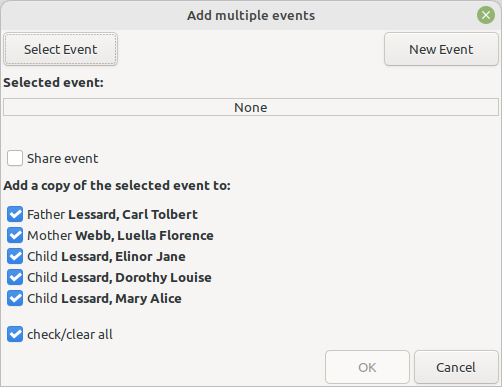 Add multiple events
Select Event New Event
Selected event:
None
Share event
Add a copy of the selected event to:
Father Lessard, Carl Tolbert
Mother Webb, Luella Florence
Child Lessard, Elinor Jane
Child Lessard, Dorothy Louise
Child Lessard, Mary Alice
check/clear all
OK Cancel